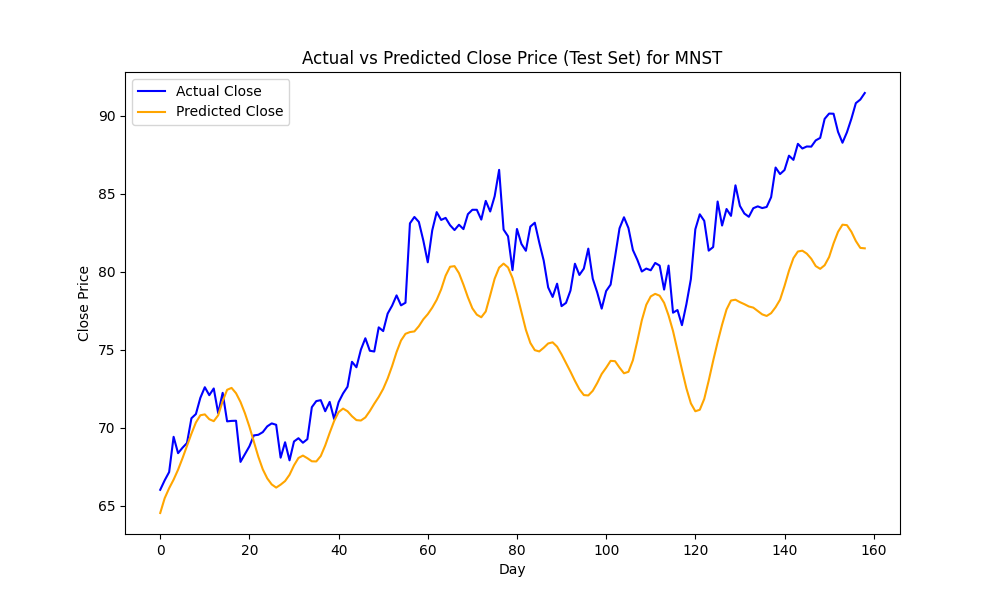 Actual vs Predicted Close Price (Test Set) for MNST
Actual Close
Predicted Close
90
85
80
75
70
65
Close Price
0 20 40 60 80 100 120 140 160
Day